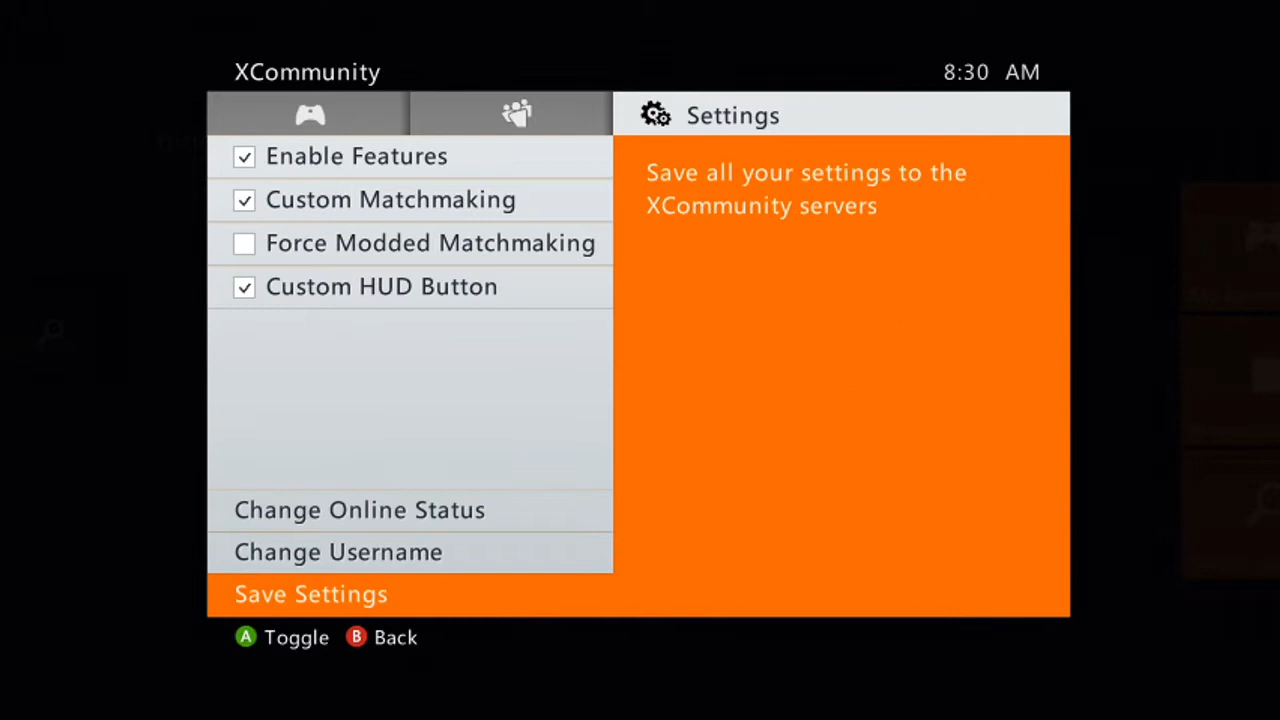 XCommunity
8:30 AM
Settings
Enable Features
Custom Matchmaking
Force Modded Matchmaking
Custom HUD Button
Save all your settings to the
XCommunity servers
Change Online Status
Change Username
Save Settings
A Toggle B Back